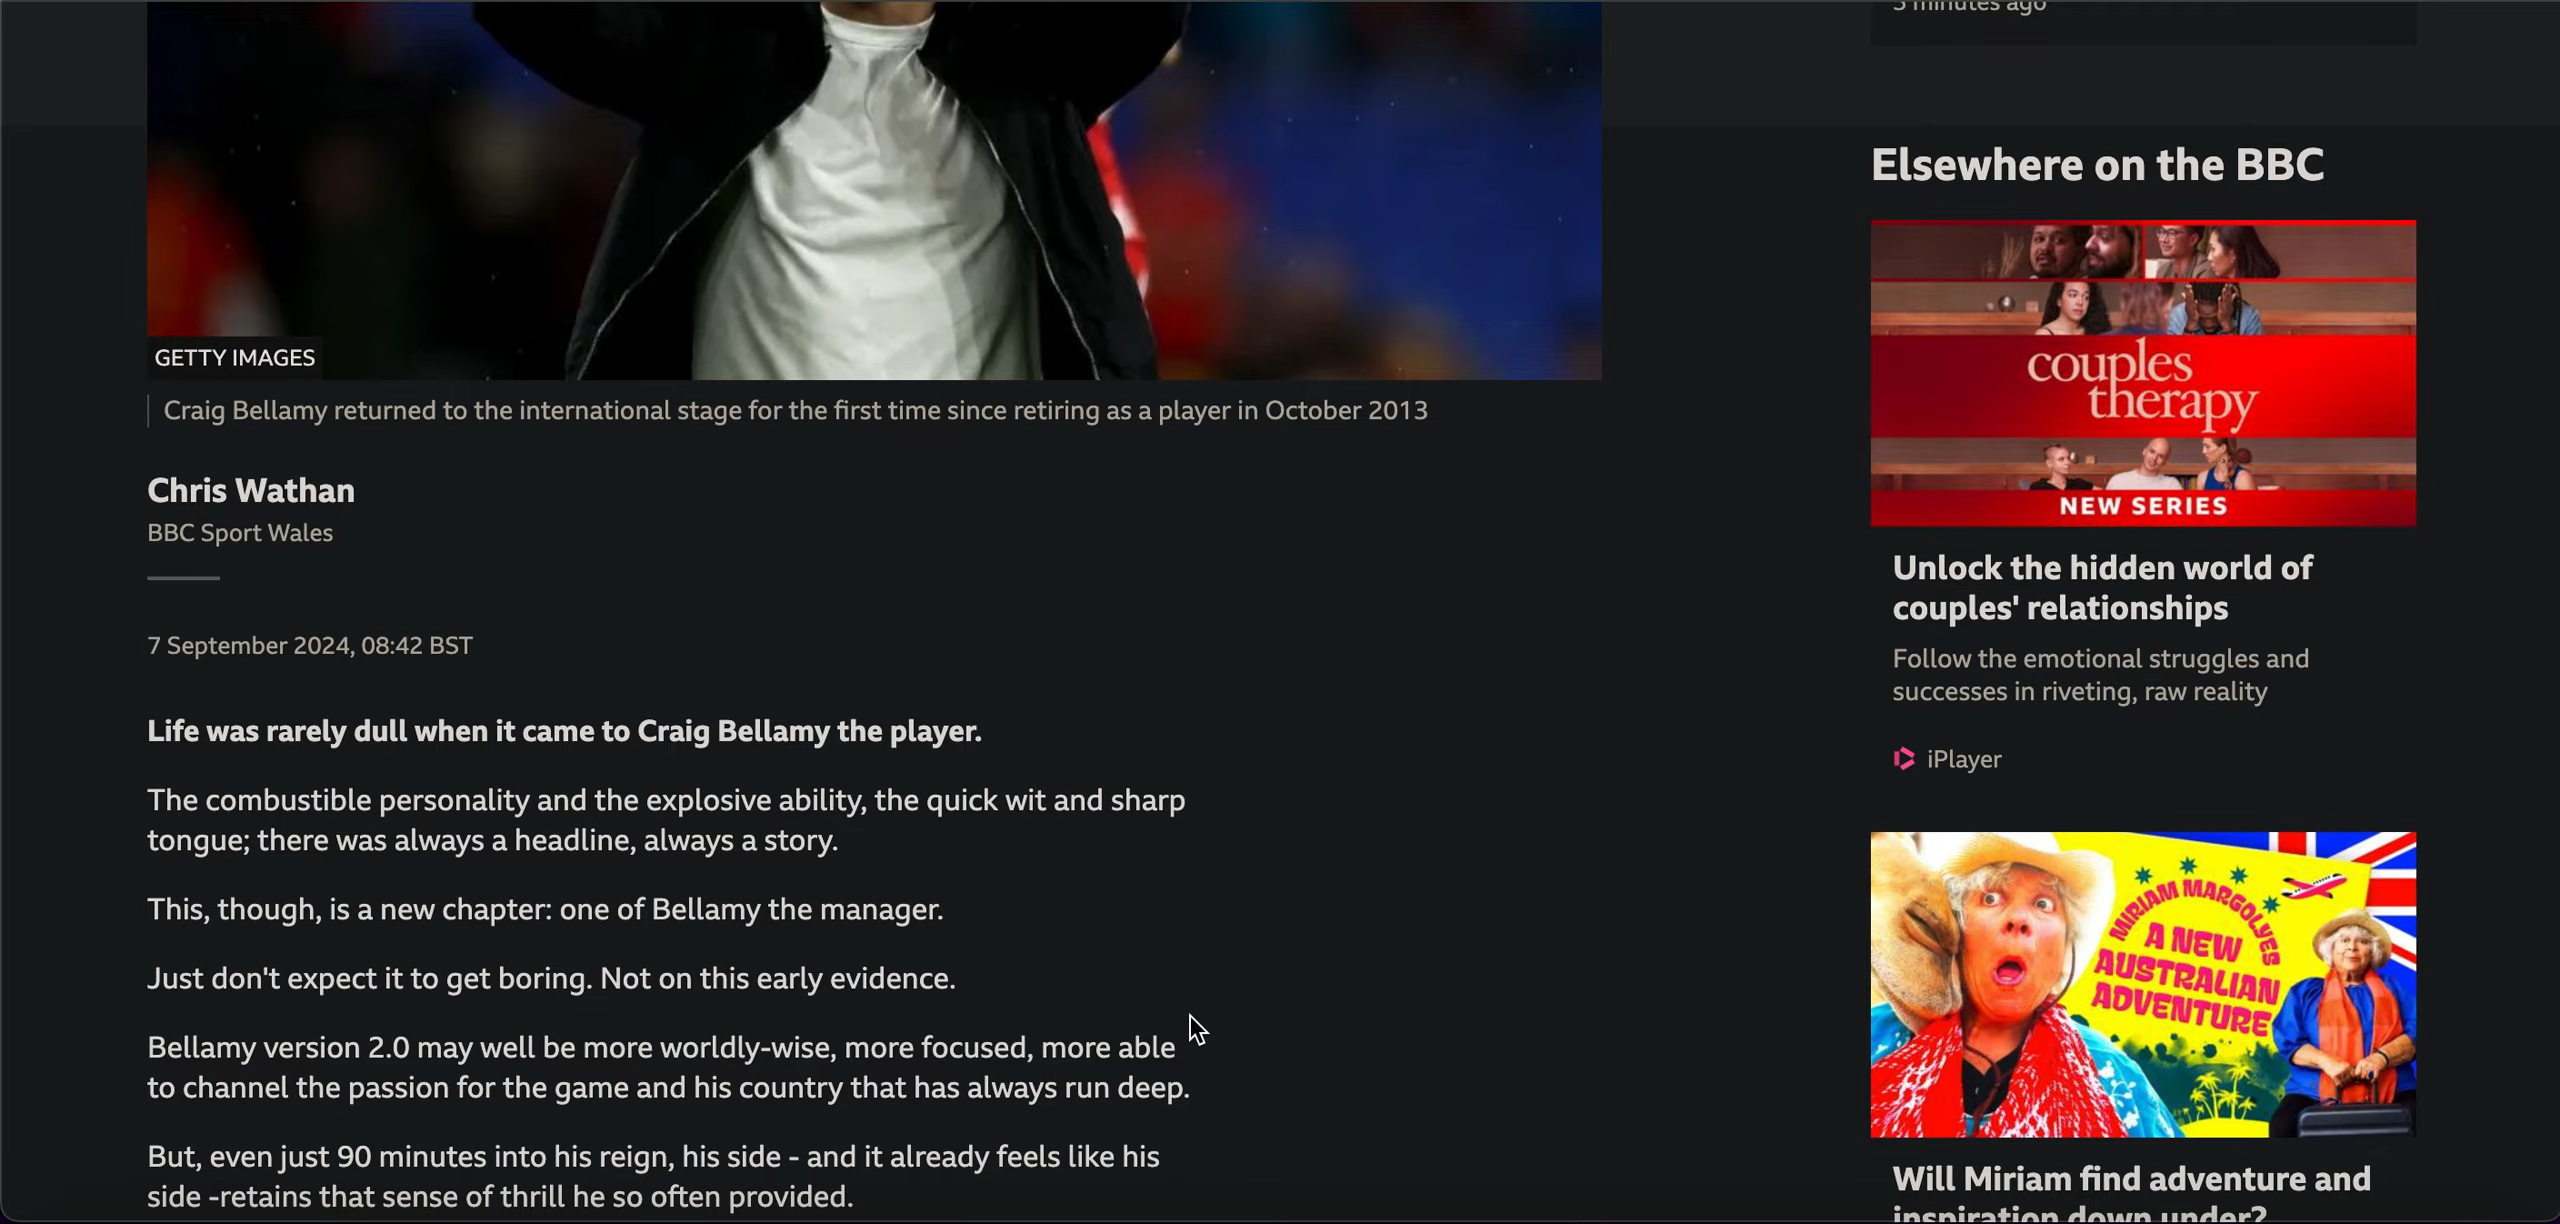 GETTY IMAGES
Craig Bellamy returned to the international stage for the first time since retiring as a player in October 2013
Chris Wathan
BBC Sport Wales
7 September 2024, 08:42 BST
Life was rarely dull when it came to Craig Bellamy the player.
The combustible personality and the explosive ability, the quick wit and sharp
tongue; there was always a headline, always a story.
This, though, is a new chapter: one of Bellamy the manager.
Just don't expect it to get boring. Not on this early evidence.
Bellamy version 2.0 may well be more worldly-wise, more focused, more able
to channel the passion for the game and his country that has always run deep.
But, even just 90 minutes into his reign, his side - and it already feels like his
side -retains that sense of thrill he so often provided.
5 minutes ago
Elsewhere on the BBC
couples
therapy
NEW SERIES
Unlock the hidden world of
couples' relationships
Follow the emotional struggles and
successes in riveting, raw reality
iPlayer
MIRIAM MARGOLYES
A NEW
AUSTRALIAN
ADVENTURE
Will Miriam find adventure and
inspiration down under?